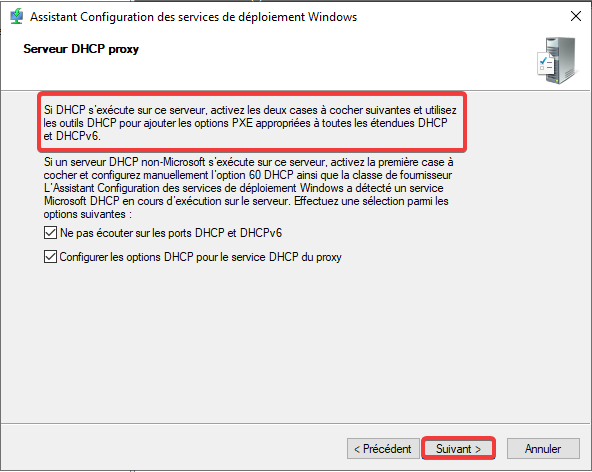 Assistant Configuration des services de déploiement Windows
Serveur DHCP proxy
Si DHCP s'exécute sur ce serveur, activez les deux cases à cocher suivantes et utilisez
les outils DHCP pour ajouter les options PXE appropriées à toutes les étendues DHCP
et DHCPv6.
Si un serveur DHCP non-Microsoft s'exécute sur ce serveur, activez la première case à
cocher et configurez manuellement l'option 60 DHCP ainsi que la classe de fournisseur
L'Assistant Configuration des services de déploiement Windows a détecté un service
Microsoft DHCP en cours d'exécution sur le serveur. Effectuez une sélection parmi les
options suivantes :
Ne pas écouter sur les ports DHCP et DHCPv6
Configurer les options DHCP pour le service DHCP du proxy
< Précédent Suivant > Annuler